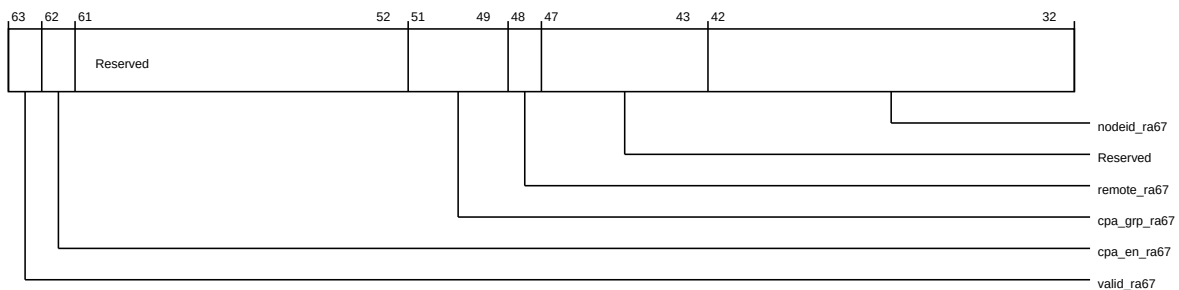 63 62 61 52 51 49 48 47 43 42 32
Reserved
nodeid_ra67
Reserved
remote_ra67
cpa_grp_ra67
cpa_en_ra67
valid_ra67